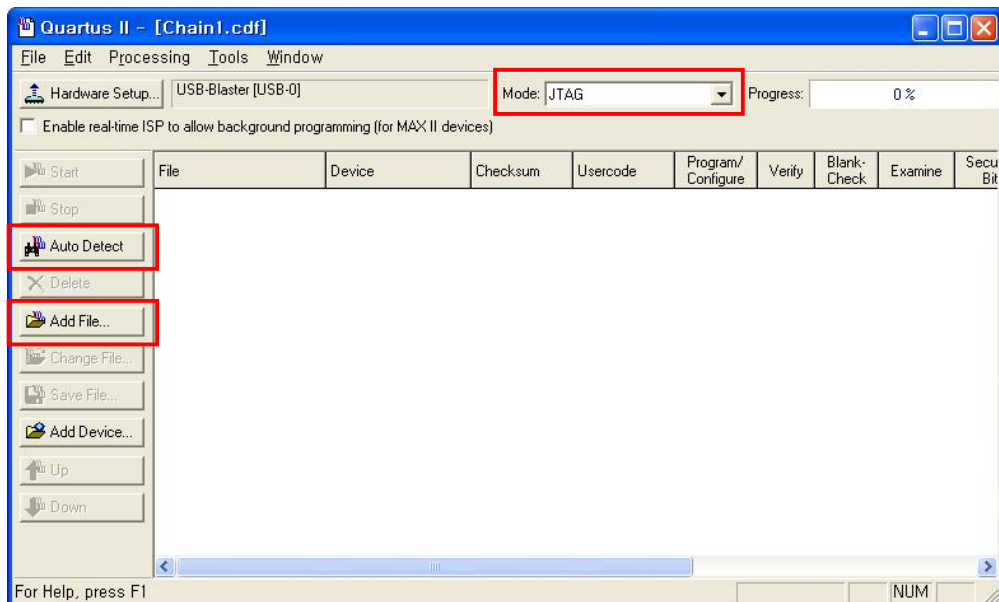 Quartus II - [Chain1.cdf]
File Edit Processing Tools Window
Hardware Setup... USB-Blaster [USB-0] Mode: JTAG Progress: 0 %
Enable real-time ISP to allow background programming (for MAX II devices)
Start
Stop
Auto Detect
Delete
Add File...
Change File...
Save File...
Add Device...
Up
Down
File Device Checksum Usercode Program/ Verify Blank- Examine Secu
Configure Check Bit
For Help, press F1 NUM